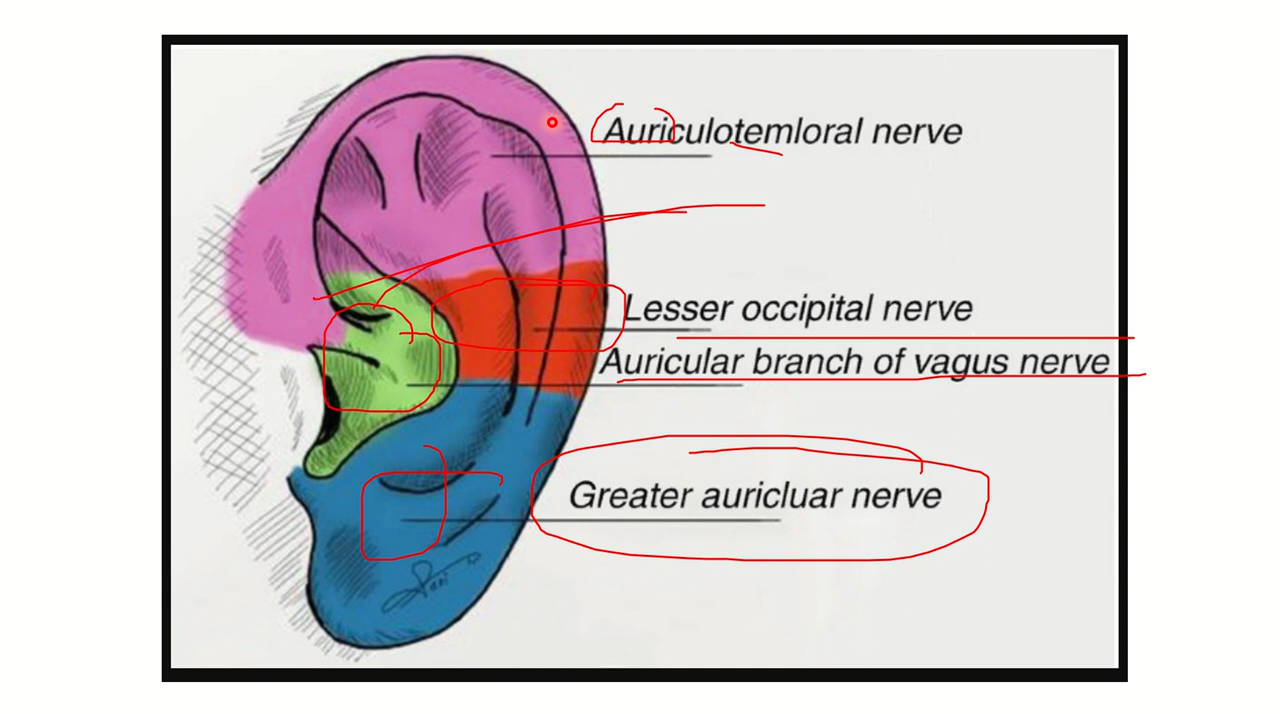 Auriculotemloral nerve
Lesser occipital nerve
Auricular branch of vagus nerve
Greater auricluar nerve